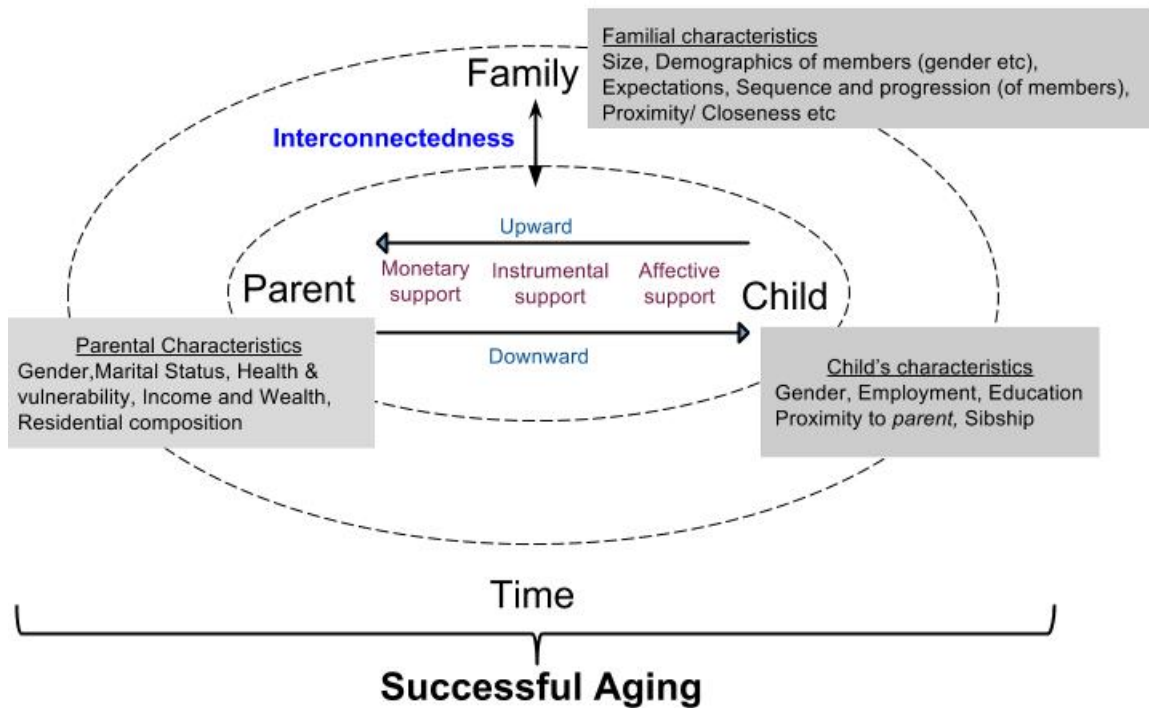 Familial characteristics
Size, Demographics of members (gender etc),
Expectations, Sequence and progression (of members),
Proximity/ Closeness etc
Family
Interconnectedness
Upward
Monetary support
Instrumental support
Affective support
Parent
Child
Downward
Parental Characteristics
Gender,Marital Status, Health &
vulnerability, Income and Wealth,
Residential composition
Child's characteristics
Gender, Employment, Education
Proximity to parent, Sibship
Time
Successful Aging